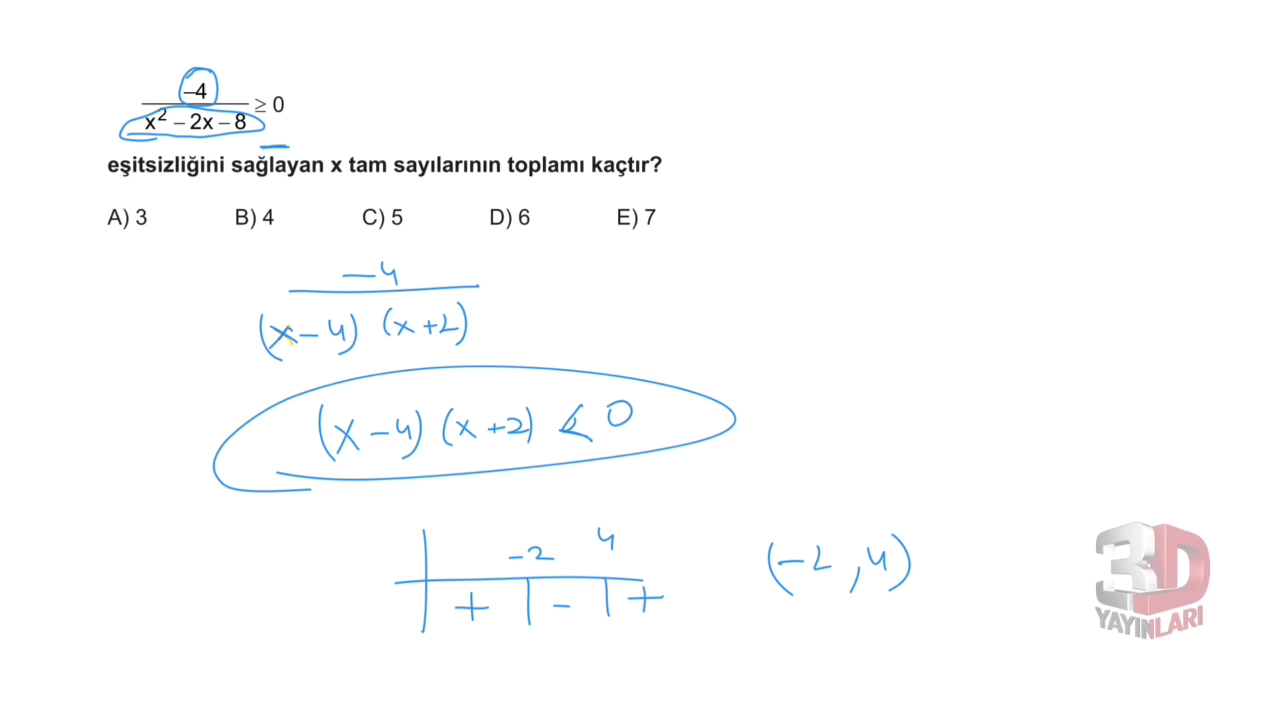 −4
x² − 2x − 8
≥ 0
eşitsizliğini sağlayan x tam sayılarının toplamı kaçtır?
A) 3 B) 4 C) 5 D) 6 E) 7
−4
(x−4) (x+2)
(x−4) (x+2) < 0
−2 4
+ − +
(−2, 4)
3D
YAYINLARI